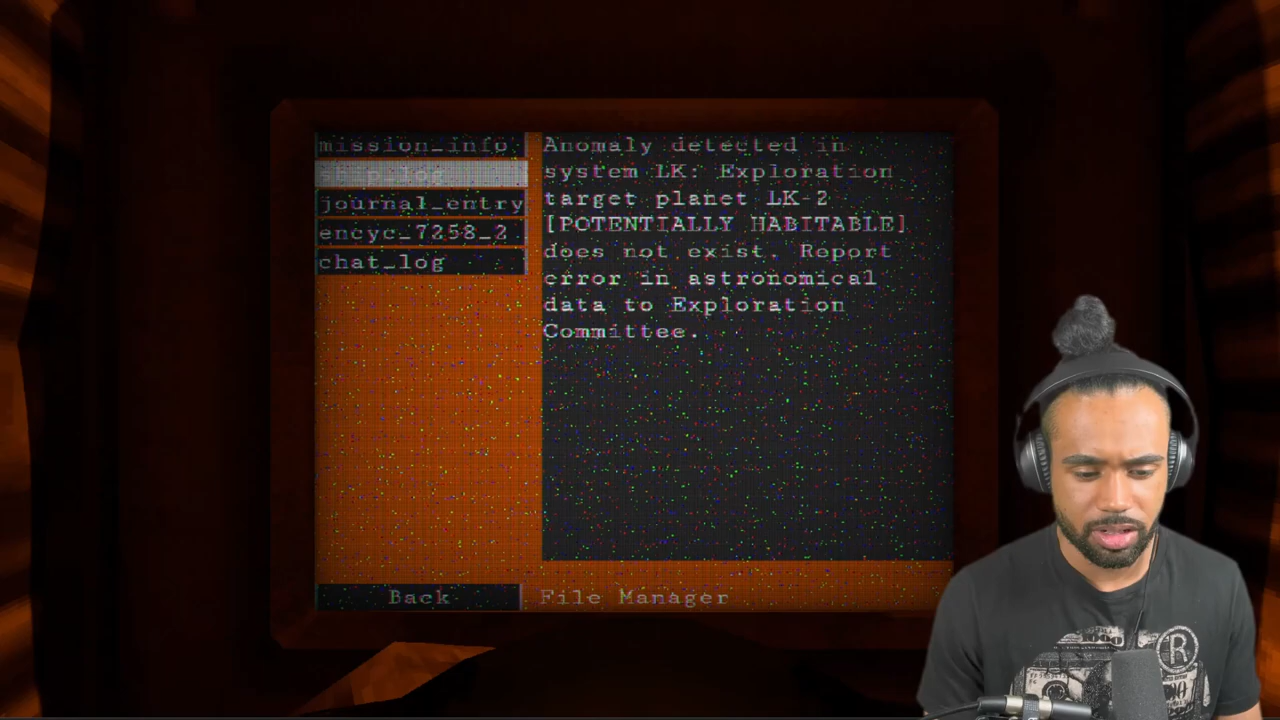 mission_info
ship_log
journal_entry
encyc_7258_2
chat_log
Anomaly detected in
system LK: Exploration
target planet LK-2
[POTENTIALLY HABITABLE]
does not exist. Report
error in astronomical
data to Exploration
Committee.
Back
File Manager
®